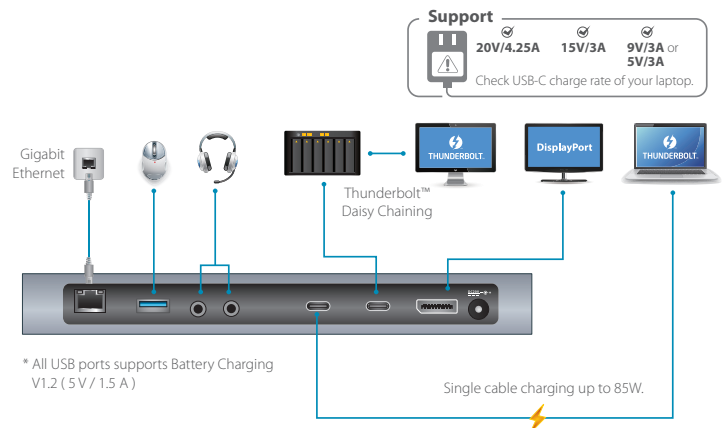 Support
20V/4.25A 15V/3A 9V/3A or
5V/3A
Check USB-C charge rate of your laptop.
Gigabit
Ethernet
THUNDERBOLT.
DisplayPort
THUNDERBOLT.
Thunderbolt™
Daisy Chaining
* All USB ports supports Battery Charging
V1.2 ( 5 V / 1.5 A )
Single cable charging up to 85W.